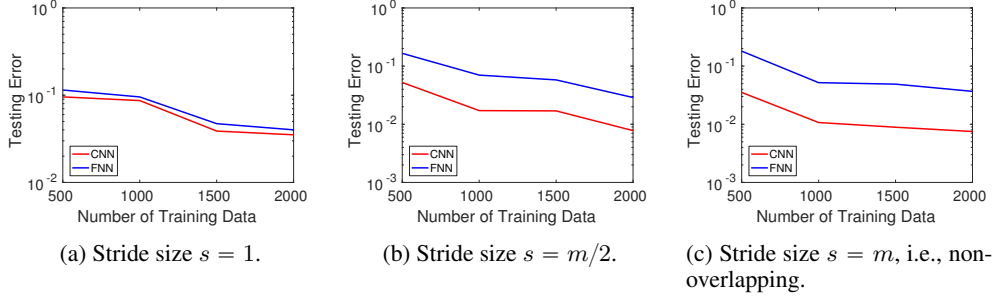 10^0
10^-1
10^-2
Testing Error
CNN
FNN
500 1000 1500 2000
Number of Training Data
(a) Stride size s = 1.
10^0
10^-1
10^-2
10^-3
Testing Error
CNN
FNN
500 1000 1500 2000
Number of Training Data
(b) Stride size s = m/2.
10^0
10^-1
10^-2
10^-3
Testing Error
CNN
FNN
500 1000 1500 2000
Number of Training Data
(c) Stride size s = m, i.e., non-
overlapping.